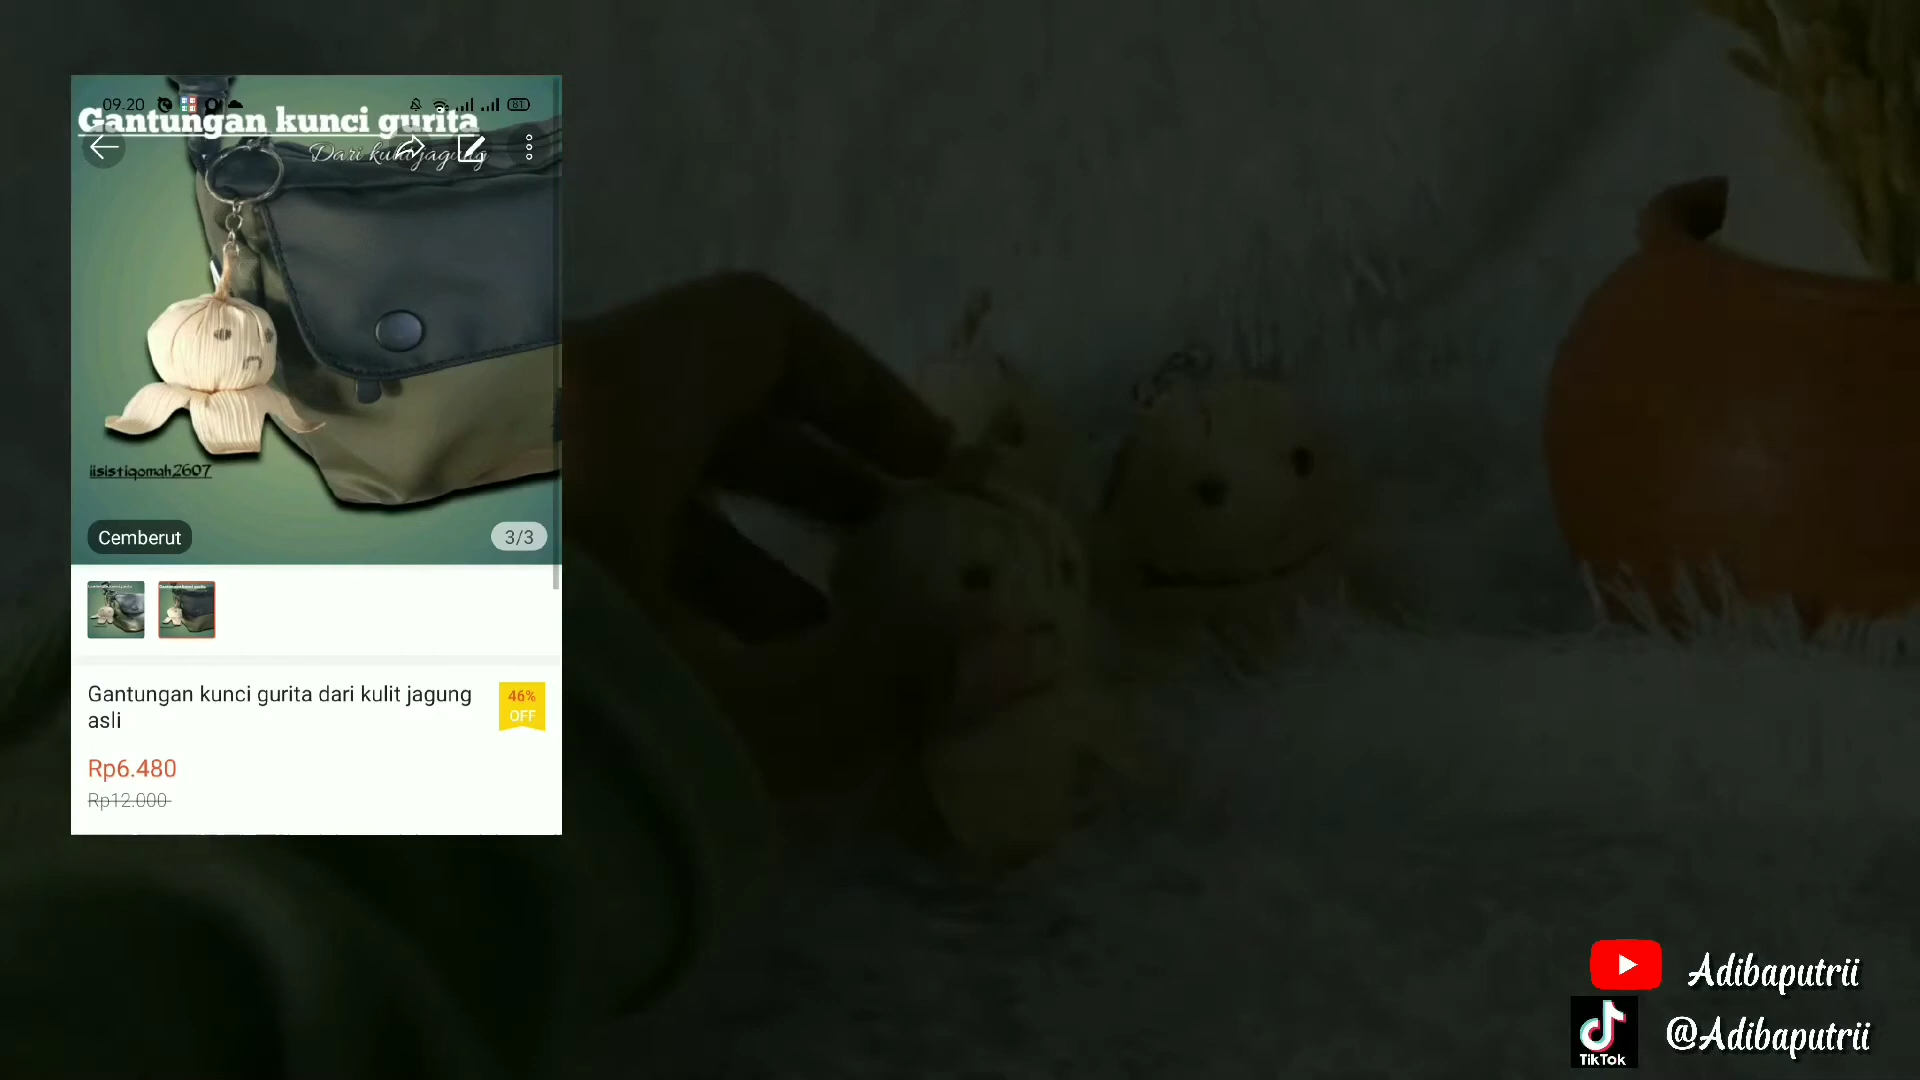 09.20
81
Gantungan kunci gurita
Dari kulit jagung
iisistiqomah2607
Cemberut
3/3
Gantungan kunci gurita dari kulit jagung
asli
46%
OFF
Rp6.480
Rp12.000
Adibaputrii
@Adibaputrii
TikTok